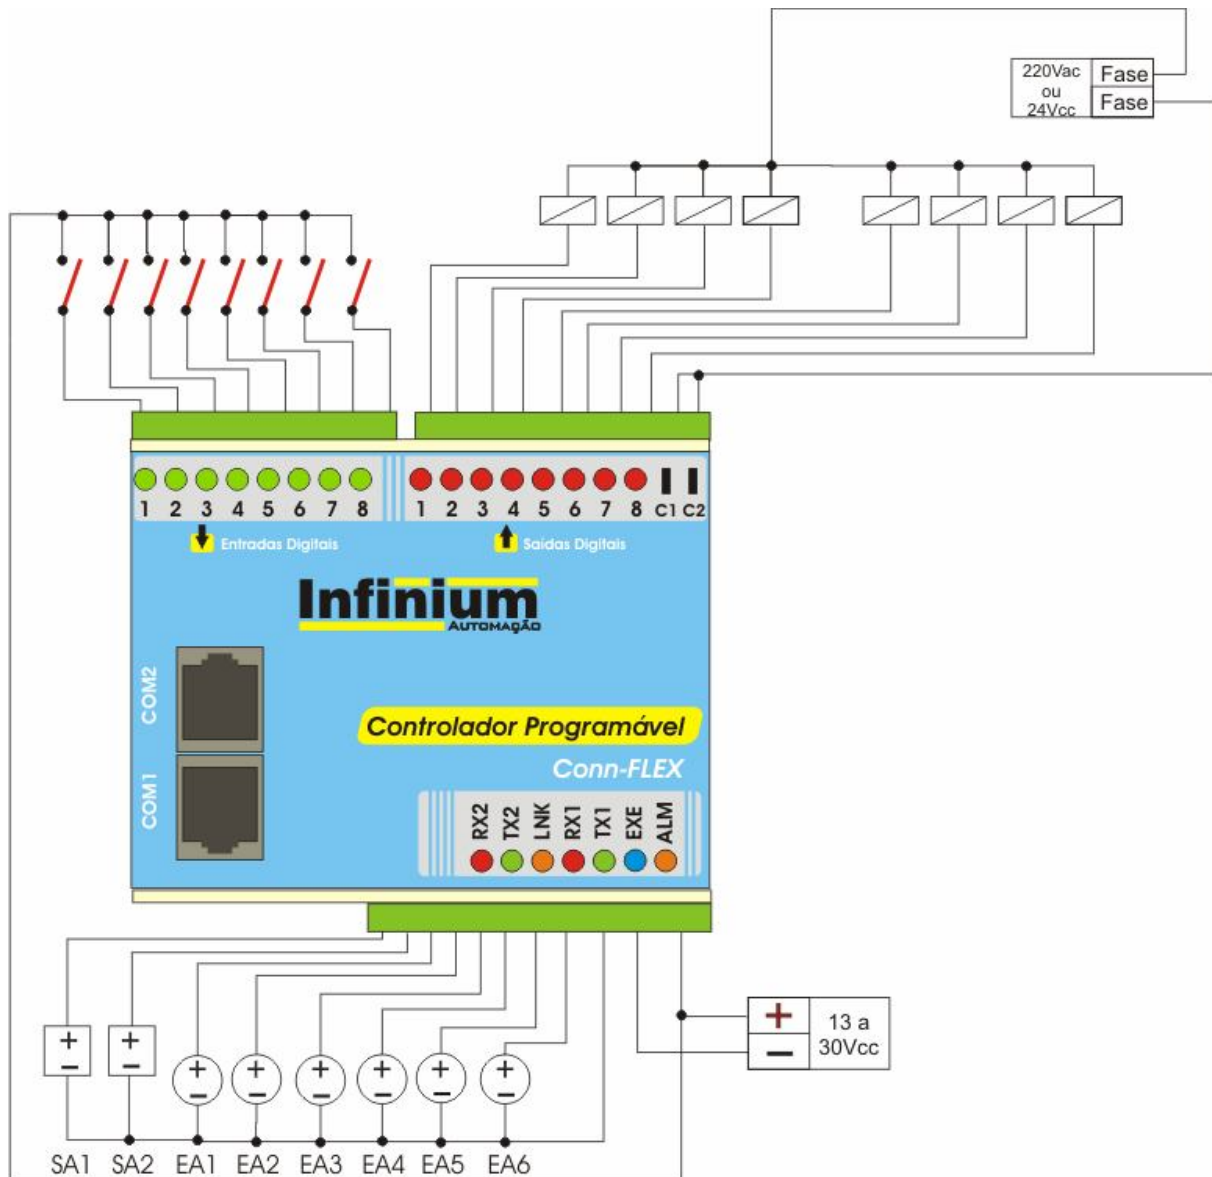 220Vac
ou
24Vcc
Fase
Fase
1 2 3 4 5 6 7 8
1 2 3 4 5 6 7 8 C1 C2
Entradas Digitais
Saídas Digitais
Infinium
AUTOMAÇÃO
COM2
COM1
Controlador Programável
Conn-FLEX
RX2 TX2 LNK RX1 TX1 EXE ALM
+
−
13 a
30Vcc
+ + + + + + + +
− − − − − − − −
SA1 SA2 EA1 EA2 EA3 EA4 EA5 EA6